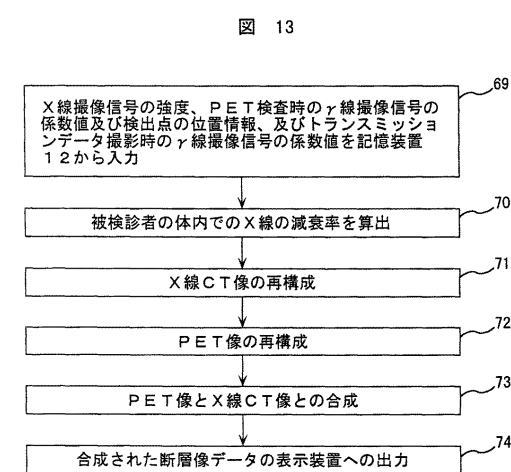 図 13
69
X線撮像信号の強度、PET検査時のγ線撮像信号の
係数値及び検出点の位置情報、及びトランスミッショ
ンデータ撮影時のγ線撮像信号の係数値を記憶装置
12から入力
70
被検診者の体内でのX線の減衰率を算出
71
X線CT像の再構成
72
PET像の再構成
73
PET像とX線CT像との合成
74
合成された断層像データの表示装置への出力